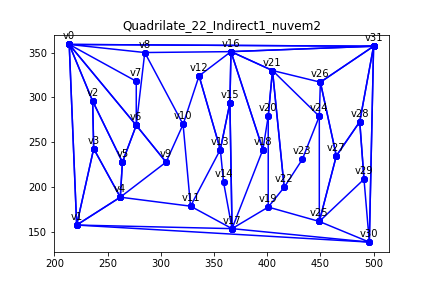 Quadrilate_22_Indirect1_nuvem2
v0
v31
v16
v8
v21
v12
v7
v26
v2
v15
v20
v24
v28
v6
v10
v3
v13
v18
v27
v5
v9
v23
v14
v29
v22
v4
v11
v19
v1
v17
v25
v30
350
300
250
200
150
200 250 300 350 400 450 500